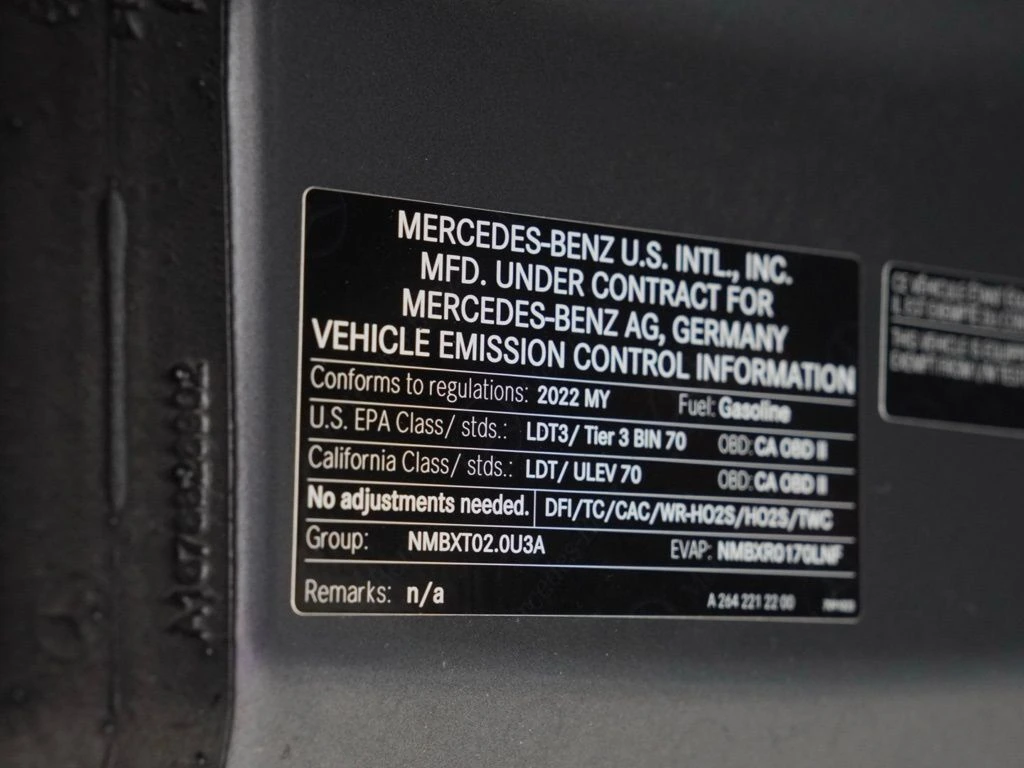 MERCEDES-BENZ U.S. INTL., INC.
MFD. UNDER CONTRACT FOR
MERCEDES-BENZ AG, GERMANY
VEHICLE EMISSION CONTROL INFORMATION
Conforms to regulations: 2022 MY Fuel: Gasoline
U.S. EPA Class/ stds.: LDT3/ Tier 3 BIN 70 OBD: CA OBD II
California Class/ stds.: LDT/ ULEV 70 OBD: CA OBD II
No adjustments needed. DFI/TC/CAC/WR-HO2S/HO2S/TWC
Group: NMBXT02.0U3A EVAP: NMBXR0170LNF
Remarks: n/a A 264 221 22 00